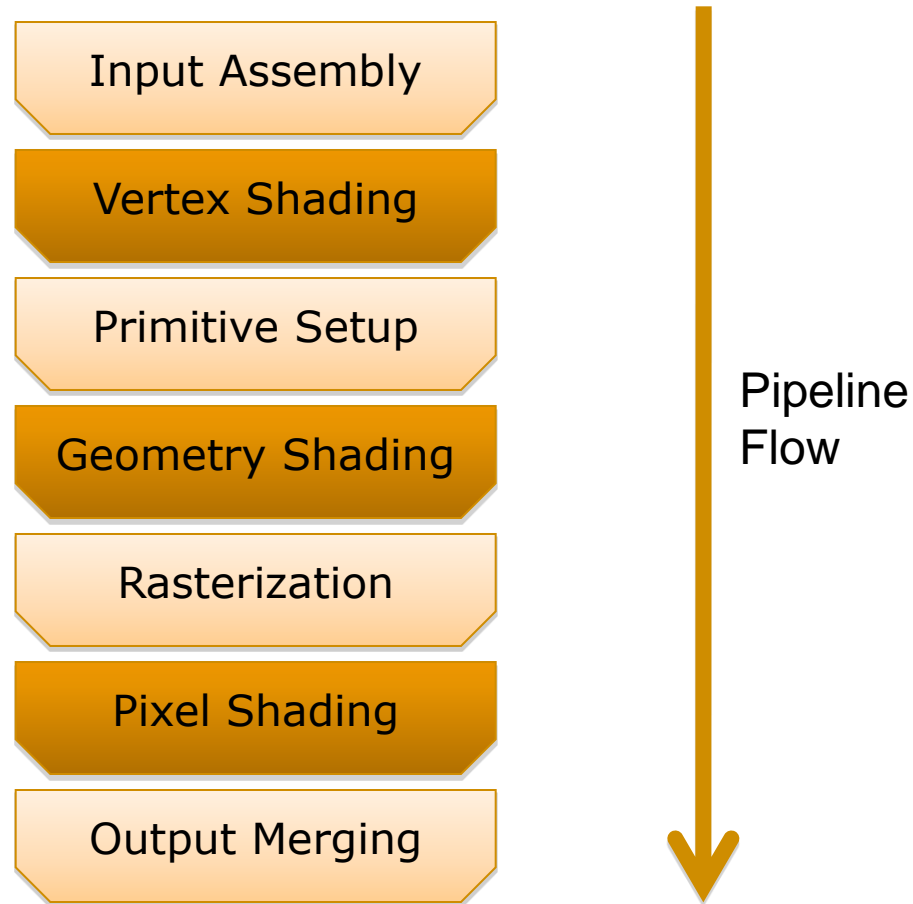 Input Assembly
Vertex Shading
Primitive Setup
Geometry Shading
Rasterization
Pixel Shading
Output Merging
Pipeline
Flow